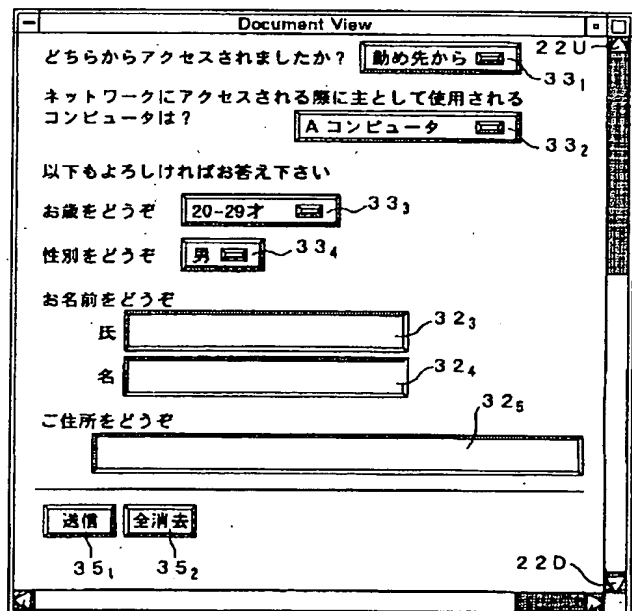 Document View
どちらからアクセスされましたか？ 勤め先から
22U
33₁
ネットワークにアクセスされる際に主として使用される
コンピュータは？ A コンピュータ
33₂
以下もよろしければお答え下さい
お歳をどうぞ 20-29才 33₃
性別をどうぞ 男 33₄
お名前をどうぞ
氏 32₃
名 32₄
ご住所をどうぞ
32₅
送信 全消去
35₁ 35₂
22D